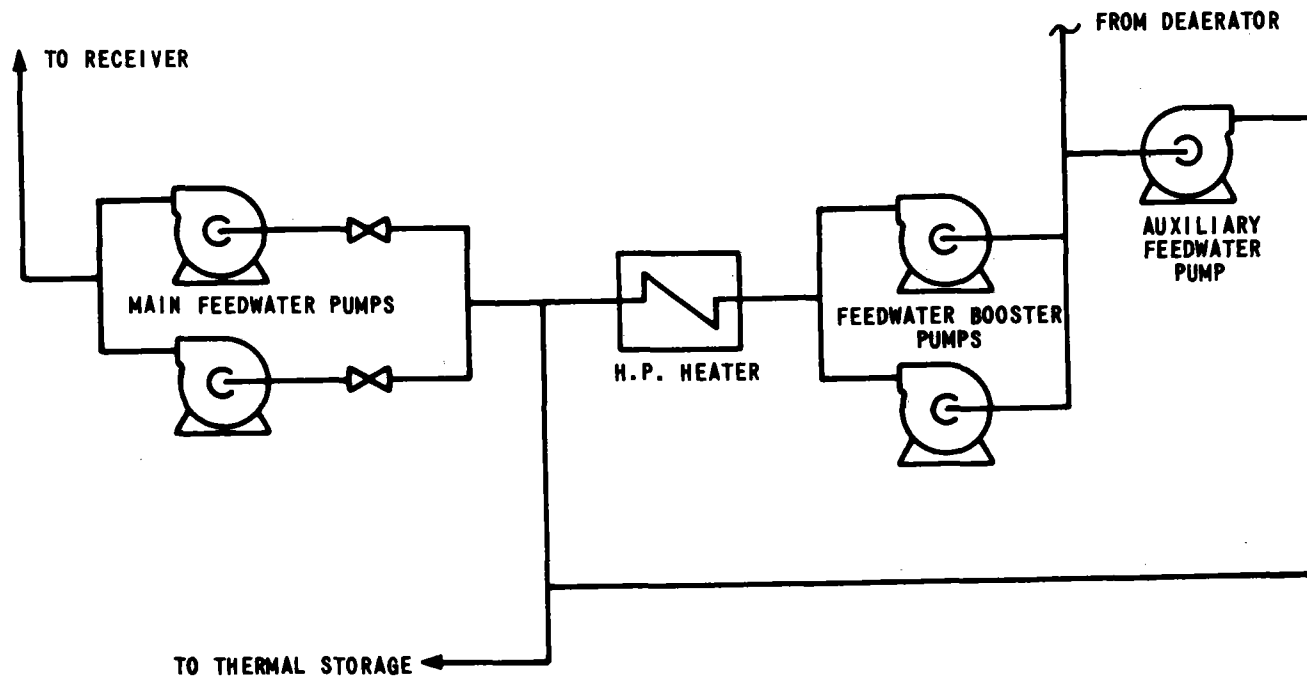 FROM DEAERATOR
TO RECEIVER
AUXILIARY
FEEDWATER
PUMP
MAIN FEEDWATER PUMPS
FEEDWATER BOOSTER
PUMPS
H.P. HEATER
TO THERMAL STORAGE